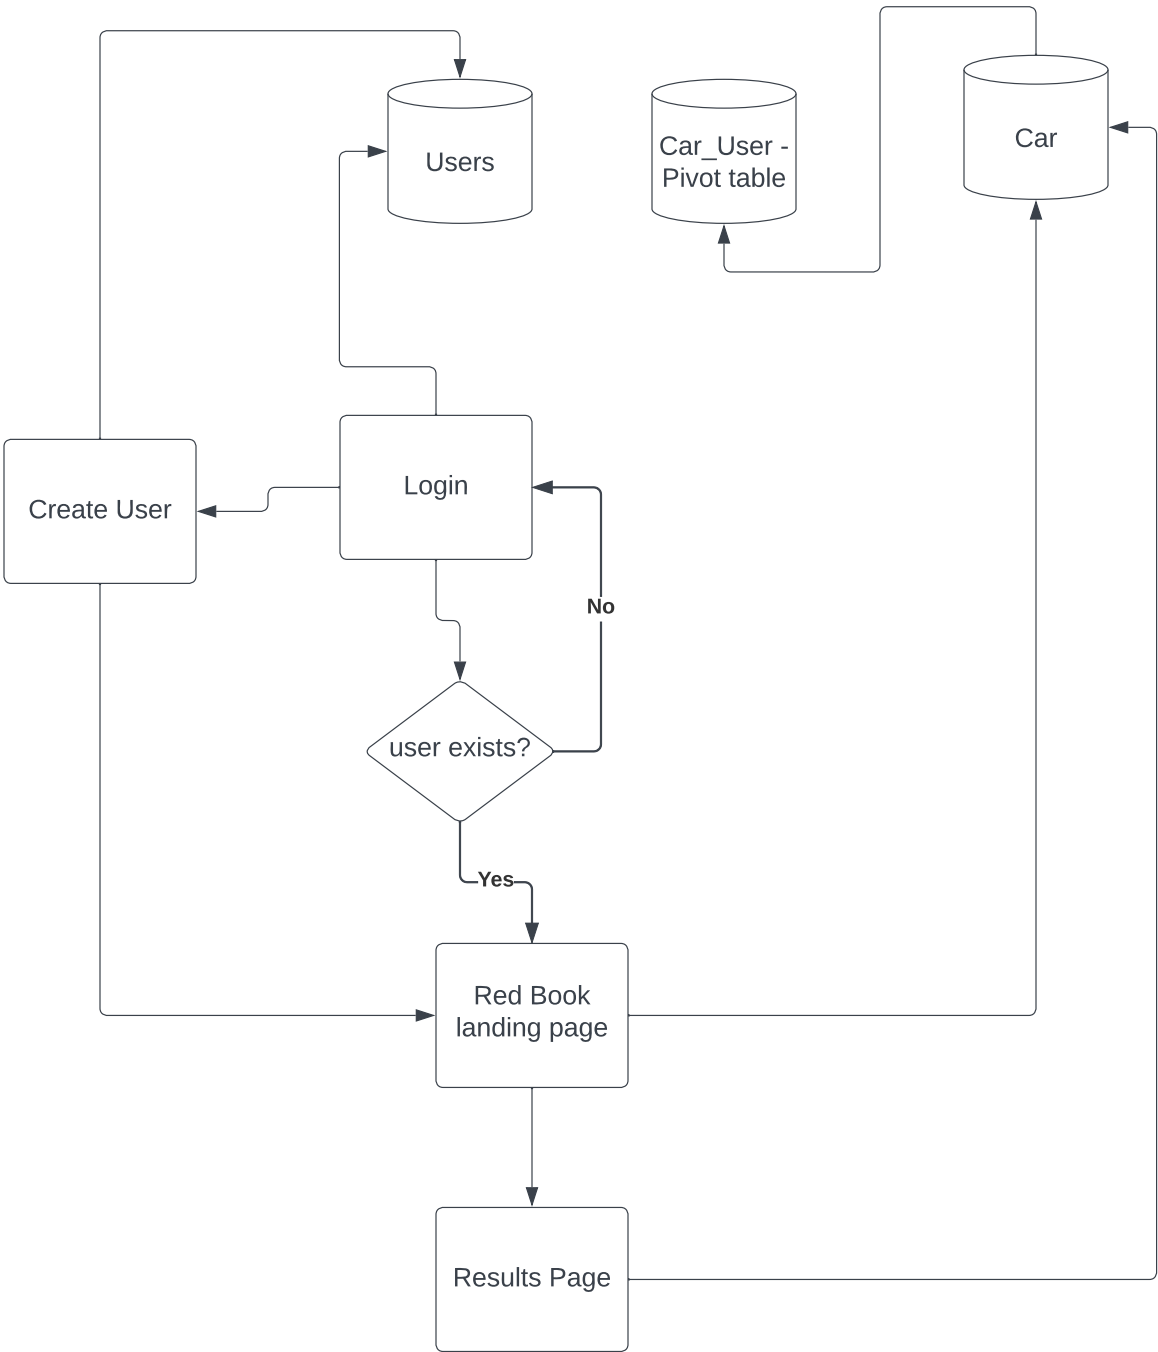 Users
Car_User -
Pivot table
Car
Create User
Login
No
user exists?
Yes
Red Book
landing page
Results Page